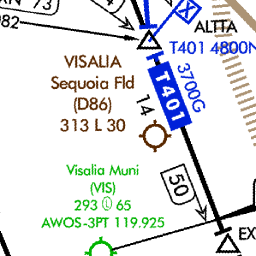 73
982
ALTTA
T401 4800N
VISALIA
Sequoia Fld
(D86)
313 L 30
3700G
T401
14
Visalia Muni
(VIS)
293 Ⓛ 65
AWOS-3PT 119.925
50
EX